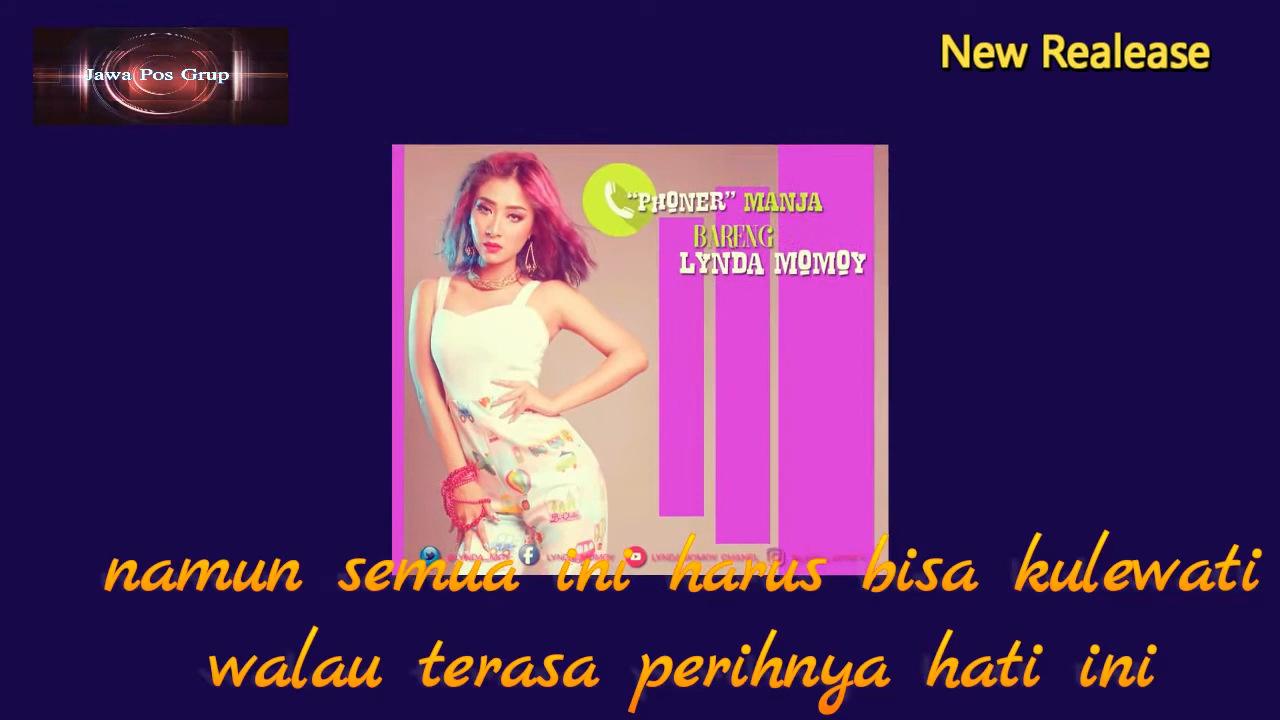 Jawa Pos Grup
New Realease
"PHONER" MANJA
BARENG
LYNDA MOMOY
namun semua ini harus bisa kulewati
walau terasa perihnya hati ini